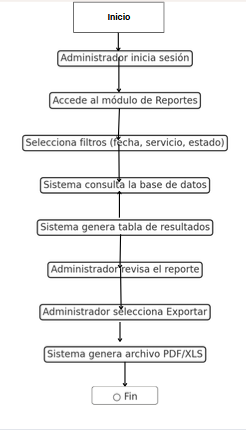 Inicio
Administrador inicia sesión
Accede al módulo de Reportes
Selecciona filtros (fecha, servicio, estado)
Sistema consulta la base de datos
Sistema genera tabla de resultados
Administrador revisa el reporte
Administrador selecciona Exportar
Sistema genera archivo PDF/XLS
Fin